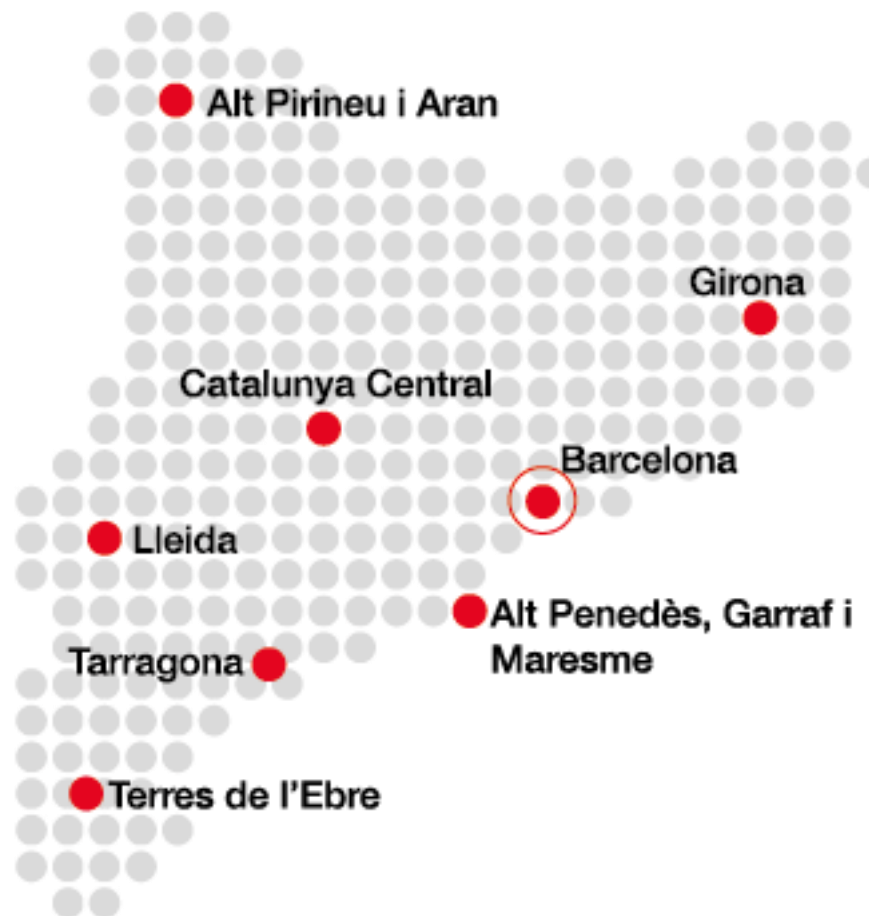 Alt Pirineu i Aran
Girona
Catalunya Central
Barcelona
Lleida
Alt Penedès, Garraf i
Maresme
Tarragona
Terres de l'Ebre